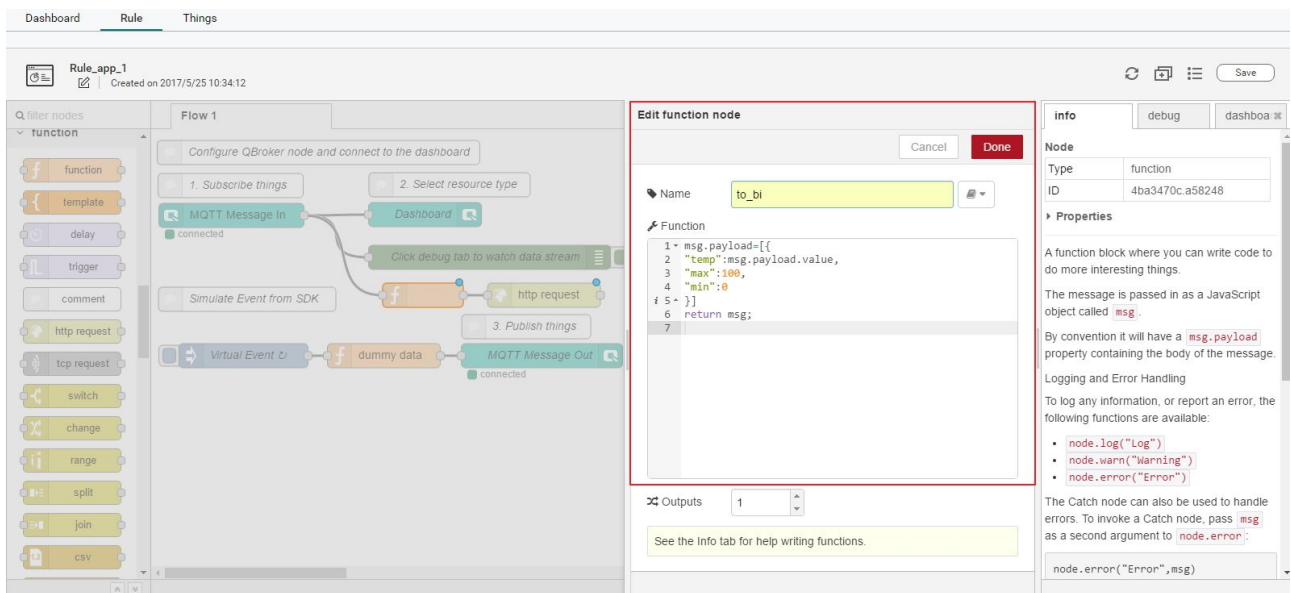 Dashboard Rule Things
Rule_app_1
Created on 2017/5/25 10:34:12
Save
filter nodes
function
function
template
delay
trigger
comment
http request
tcp request
switch
change
range
split
join
csv
Flow 1
Configure QBroker node and connect to the dashboard
1. Subscribe things
2. Select resource type
MQTT Message In
Dashboard
connected
Click debug tab to watch data stream
Simulate Event from SDK
f
http request
3. Publish things
Virtual Event ↻
dummy data
MQTT Message Out
connected
Edit function node
Cancel Done
Name to_bi
Function
1 msg.payload=[{
2 "temp":msg.payload.value,
3 "max":100,
4 "min":0
i 5 }]
6 return msg;
7
Outputs 1
See the Info tab for help writing functions.
info debug dashboa
Node
Type function
ID 4ba3470c.a58248
Properties
A function block where you can write code to
do more interesting things.
The message is passed in as a JavaScript
object called msg .
By convention it will have a msg.payload
property containing the body of the message.
Logging and Error Handling
To log any information, or report an error, the
following functions are available:
• node.log("Log")
• node.warn("Warning")
• node.error("Error")
The Catch node can also be used to handle
errors. To invoke a Catch node, pass msg
as a second argument to node.error :
node.error("Error",msg)